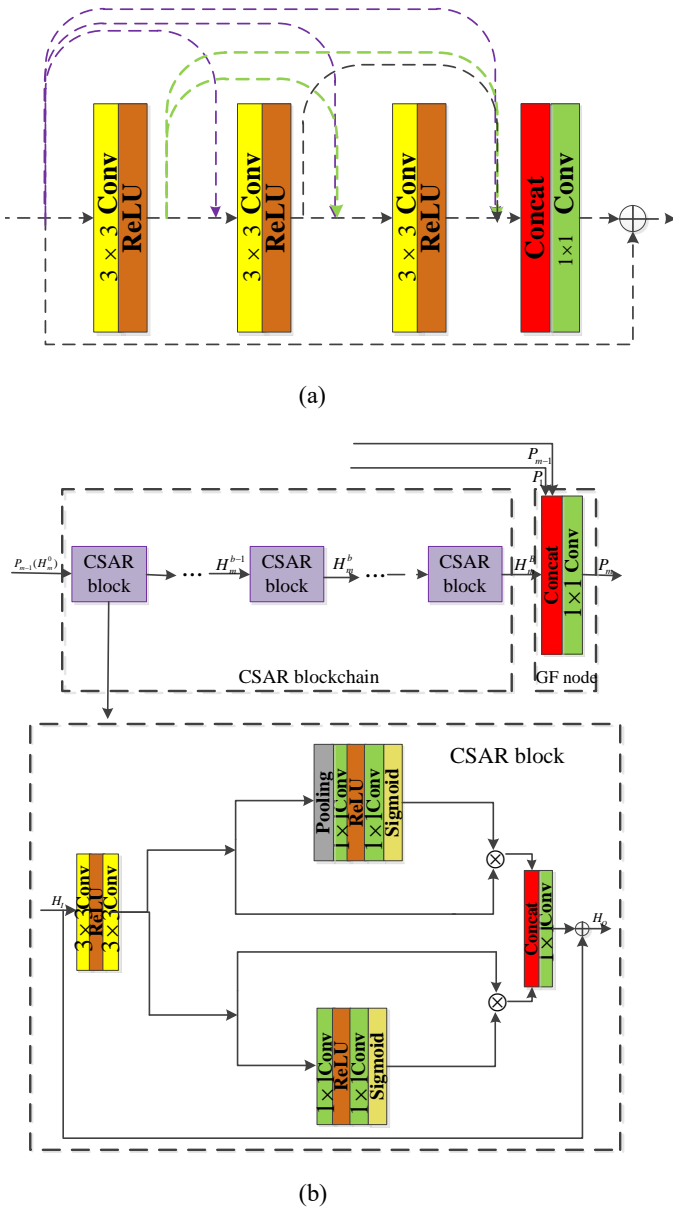 3 × 3 Conv
ReLU
3 × 3 Conv
ReLU
3 × 3 Conv
ReLU
Concat
1×1 Conv
(a)
P_{m-1}
P
P_{m-1}(H_m^0)
CSAR block
...
H_m^{b-1}
CSAR block
H_m^b
...
CSAR block
H_m^B
Concat
1×1 Conv
P_m
CSAR blockchain
GF node
CSAR block
Pooling
1×1Conv
ReLU
1×1Conv
Sigmoid
H_I
3×3Conv
ReLU
3×3Conv
Concat
1×1Conv
H_O
1×1Conv
ReLU
1×1Conv
Sigmoid
(b)